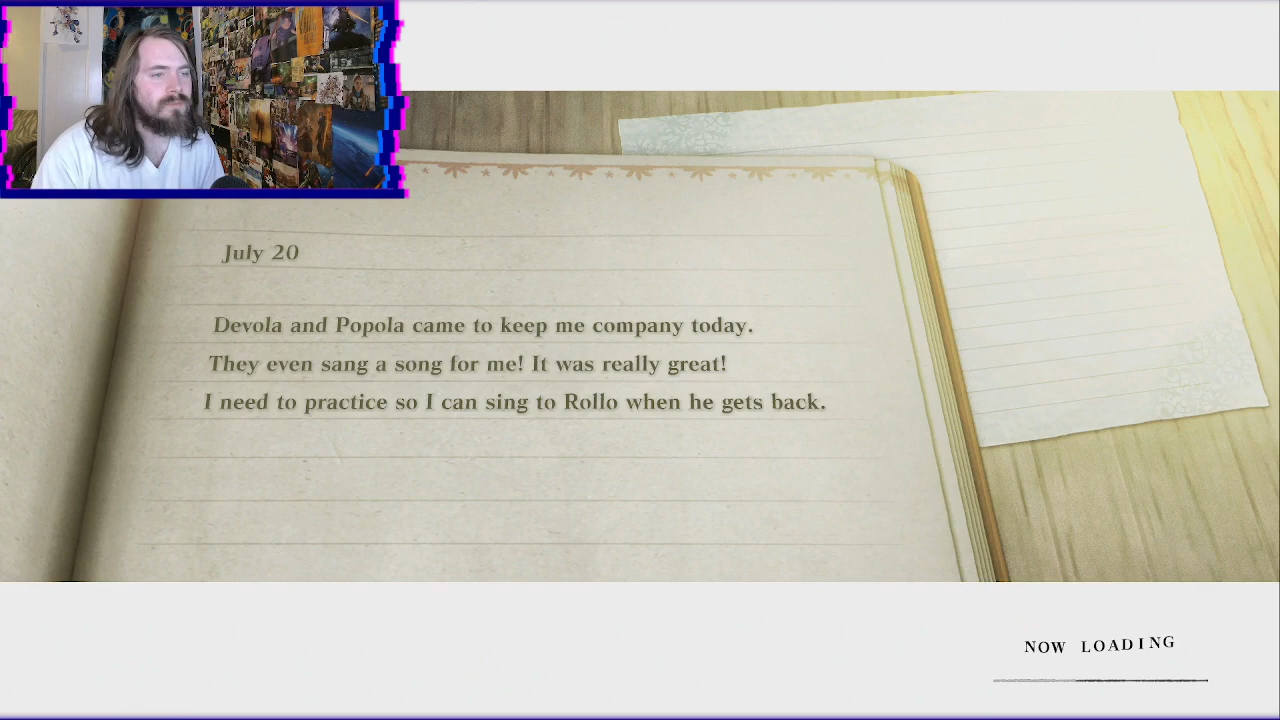 July 20
Devola and Popola came to keep me company today.
They even sang a song for me! It was really great!
I need to practice so I can sing to Rollo when he gets back.
NOW LOADING